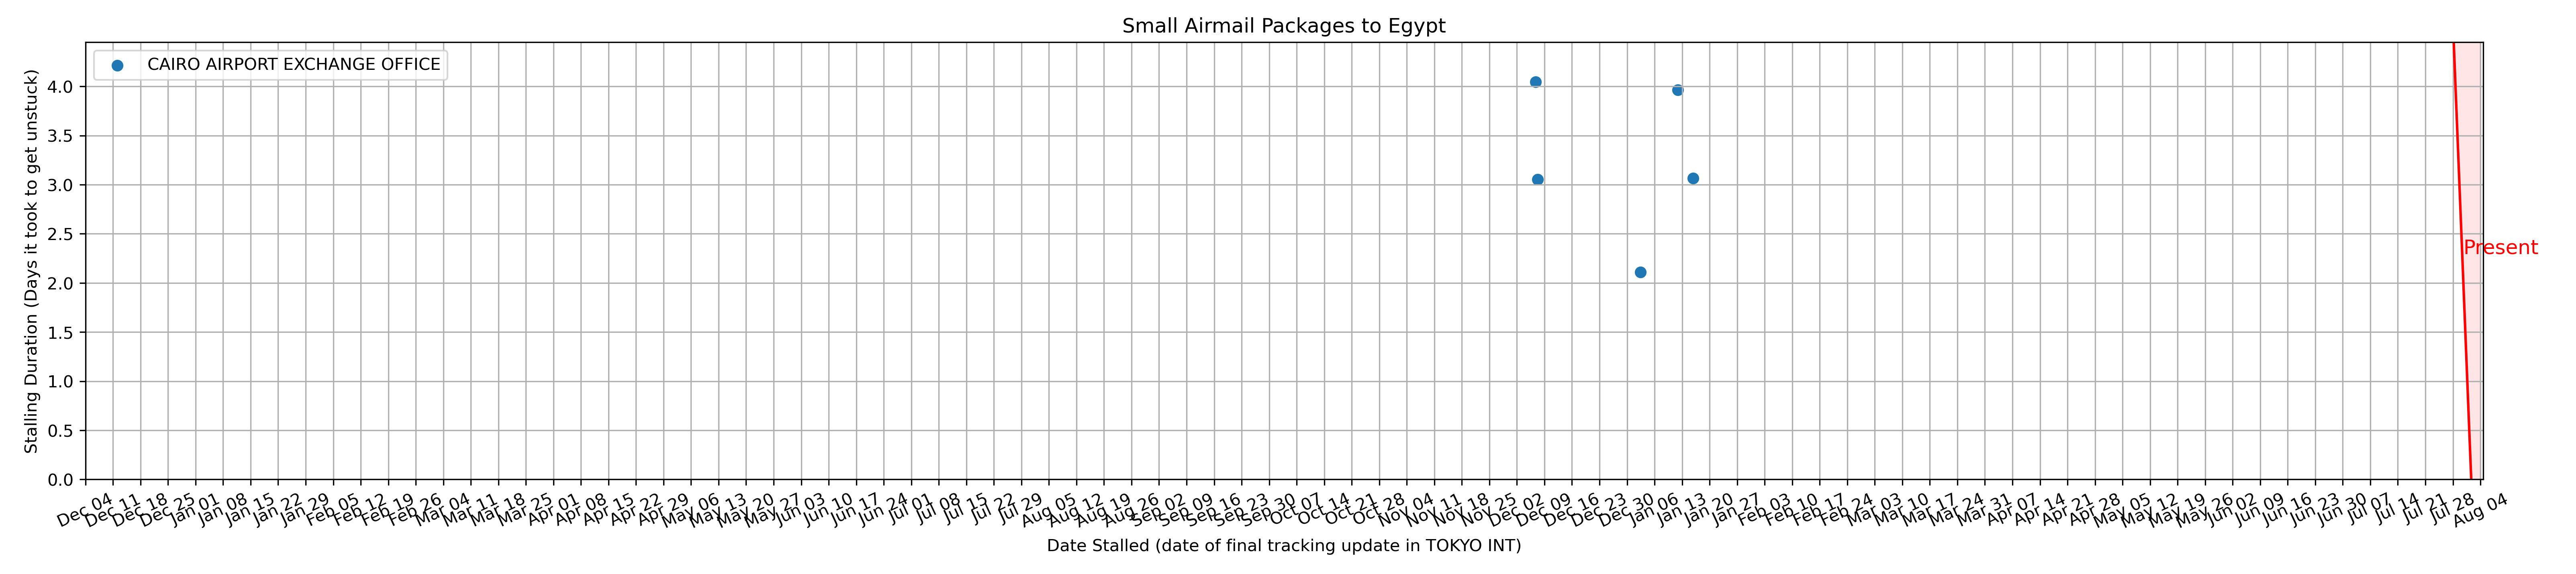 Small Airmail Packages to Egypt
CAIRO AIRPORT EXCHANGE OFFICE
Stalling Duration (Days it took to get unstuck)
4.0
3.5
3.0
2.5
2.0
1.5
1.0
0.5
0.0
Present
Dec 04 Dec 11 Dec 18 Dec 25 Jan 01 Jan 08 Jan 15 Jan 22 Jan 29 Feb 05 Feb 12 Feb 19 Feb 26 Mar 04 Mar 11 Mar 18 Mar 25 Apr 01 Apr 08 Apr 15 Apr 22 Apr 29 May 06 May 13 May 20 May 27 Jun 03 Jun 10 Jun 17 Jun 24 Jul 01 Jul 08 Jul 15 Jul 22 Jul 29 Aug 05 Aug 12 Aug 19 Aug 26 Sep 02 Sep 09 Sep 16 Sep 23 Sep 30 Oct 07 Oct 14 Oct 21 Oct 28 Nov 04 Nov 11 Nov 18 Nov 25 Dec 02 Dec 09 Dec 16 Dec 23 Dec 30 Jan 06 Jan 13 Jan 20 Jan 27 Feb 03 Feb 10 Feb 17 Feb 24 Mar 03 Mar 10 Mar 17 Mar 24 Mar 31 Apr 07 Apr 14 Apr 21 Apr 28 May 05 May 12 May 19 May 26 Jun 02 Jun 09 Jun 16 Jun 23 Jun 30 Jul 07 Jul 14 Jul 21 Jul 28 Aug 04
Date Stalled (date of final tracking update in TOKYO INT)